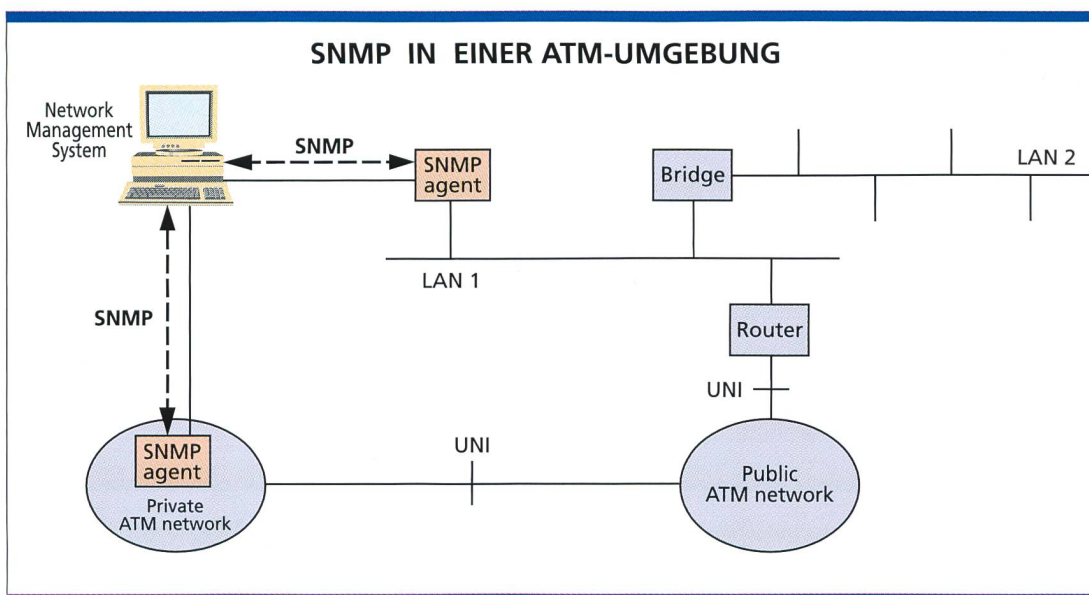 SNMP IN EINER ATM-UMGEBUNG
Network
Management
System
SNMP
SNMP
agent
Bridge
LAN 2
LAN 1
SNMP
Router
UNI
SNMP
agent
Private
ATM network
UNI
Public
ATM network